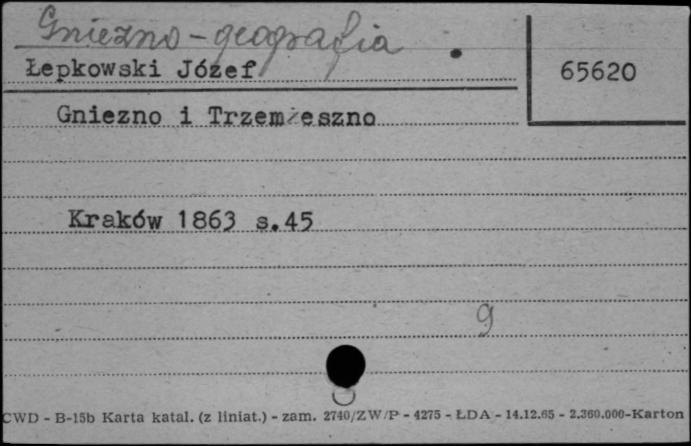 Gniezno - geografia
Łepkowski Józef
65620
Gniezno i Trzemieszno
Kraków 1863 s.45
9
CWD - B-15b Karta katal. (z liniat.) - zam. 2740/ZW/P - 4275 - ŁDA - 14.12.65 - 2.360.000-Karton